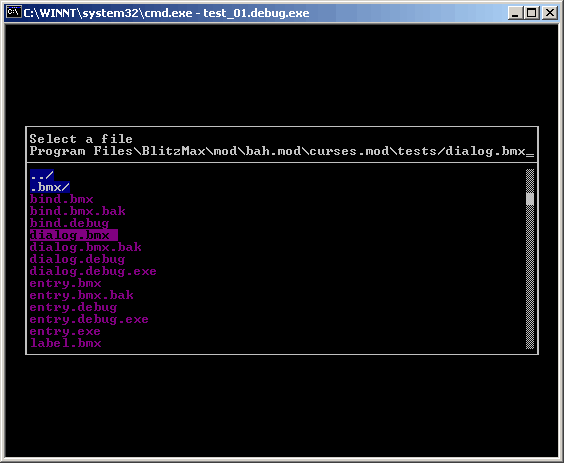 C:\WINNT\system32\cmd.exe - test_01.debug.exe
Select a file
Program Files\BlitzMax\mod\bah.mod\curses.mod\tests/dialog.bmx_
../
.bmx/
bind.bmx
bind.bmx.bak
bind.debug
dialog.bmx
dialog.bmx.bak
dialog.debug
dialog.debug.exe
entry.bmx
entry.bmx.bak
entry.debug
entry.debug.exe
entry.exe
label.bmx